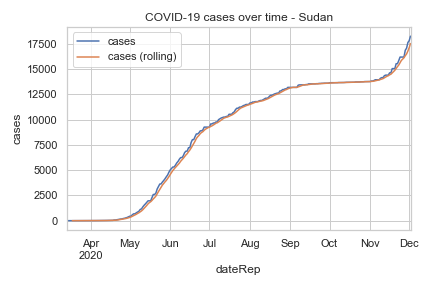 COVID-19 cases over time - Sudan
cases
cases (rolling)
17500
15000
12500
10000
7500
5000
2500
0
cases
Apr May Jun Jul Aug Sep Oct Nov Dec
2020
dateRep